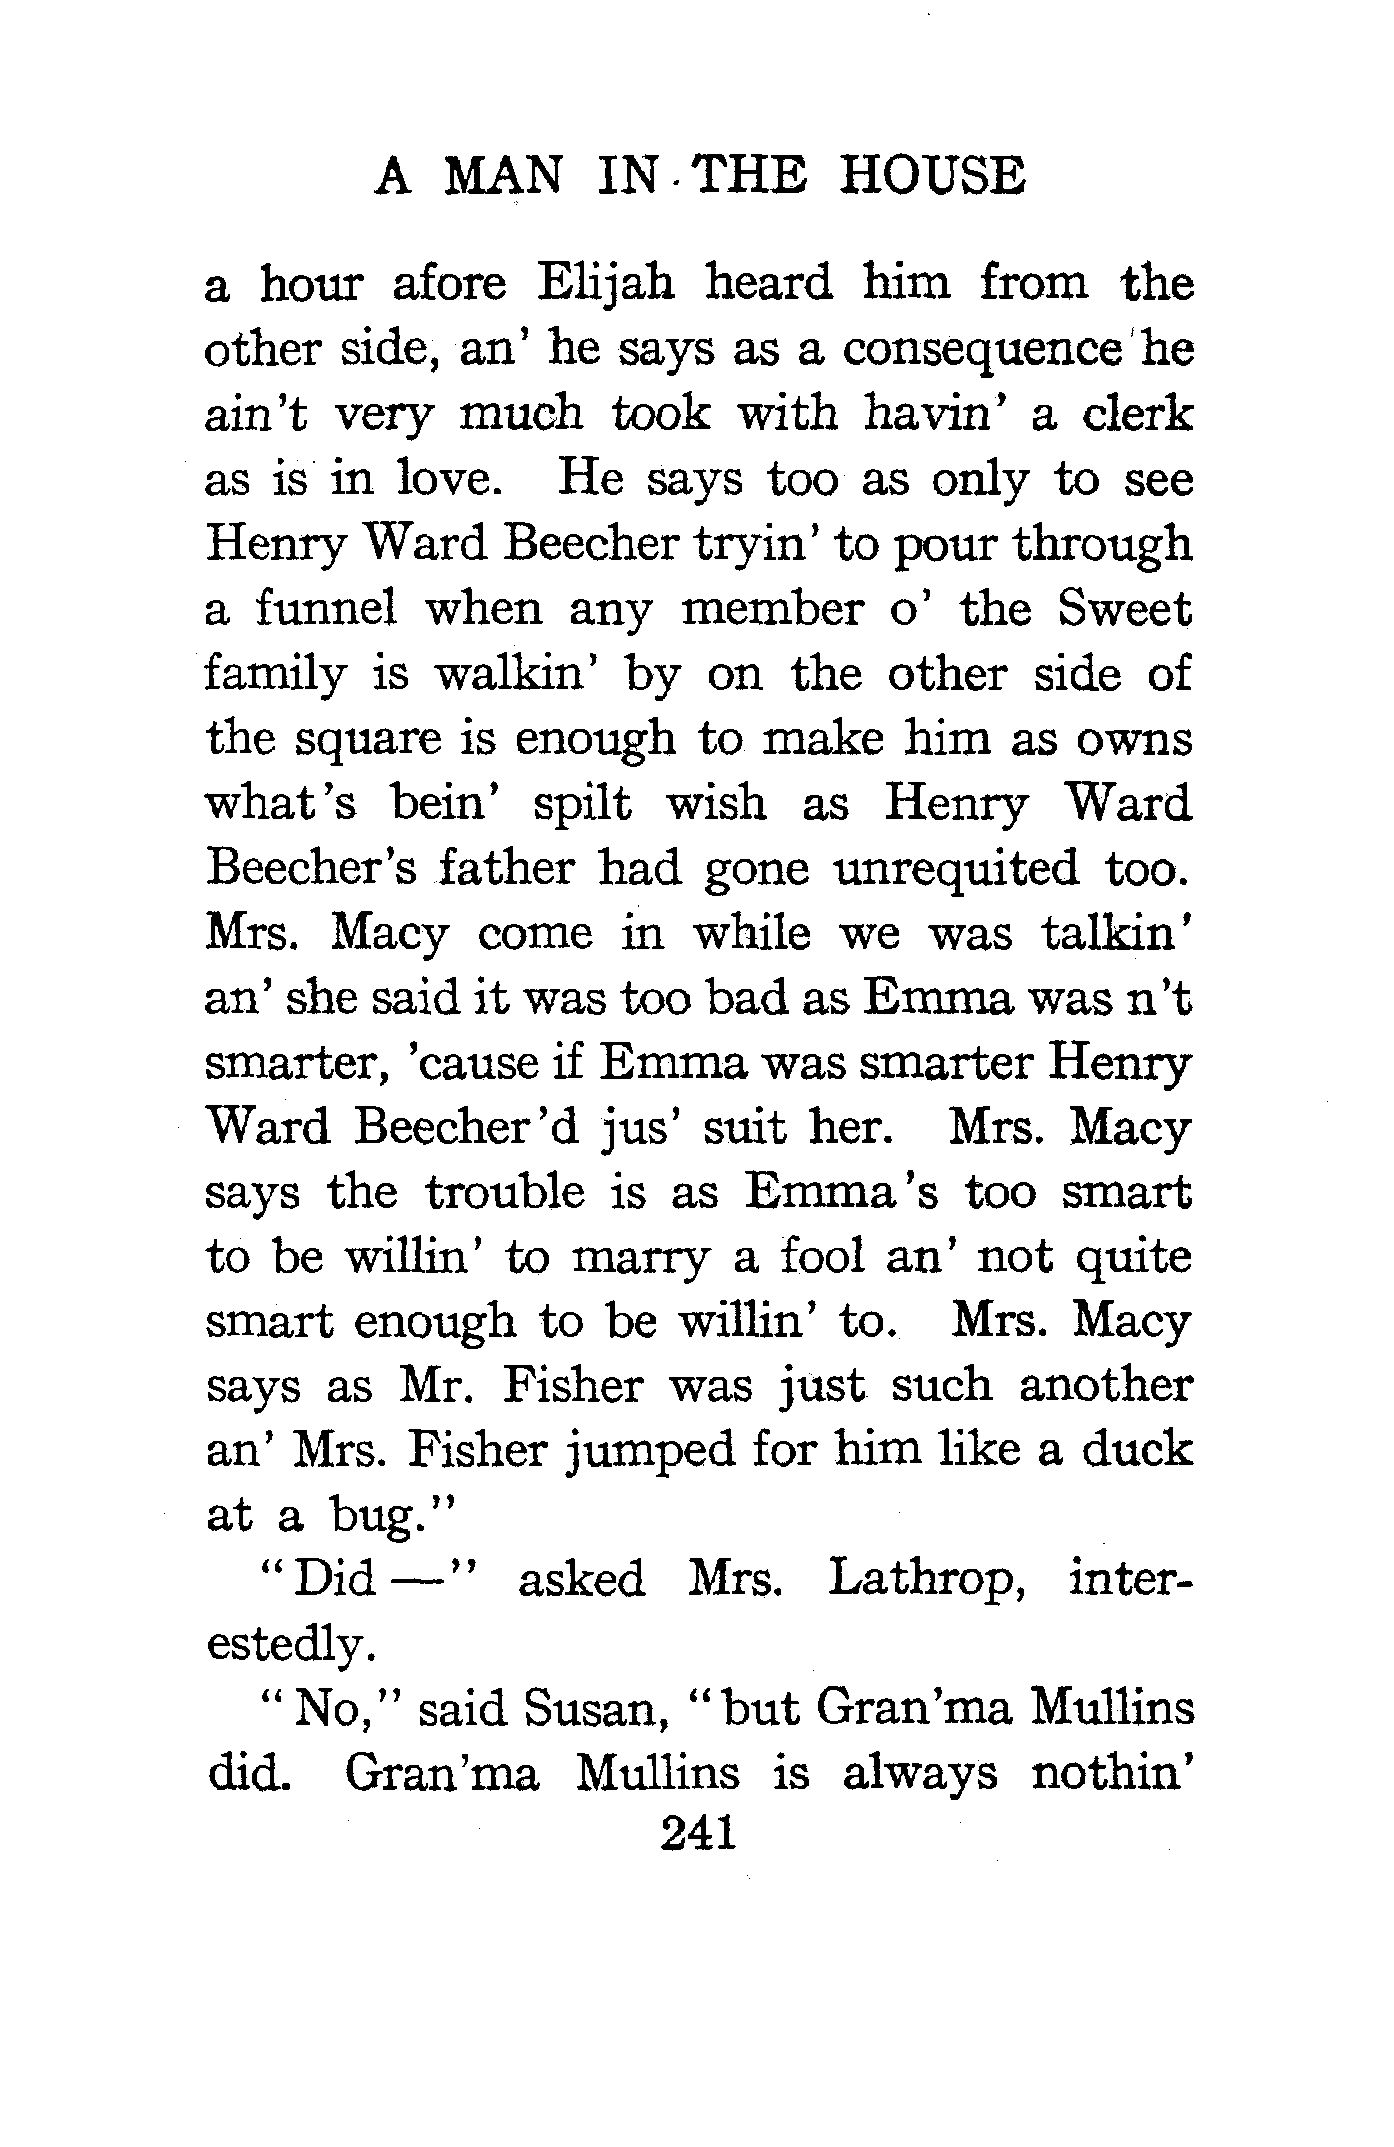 A MAN IN THE HOUSE
a hour afore Elijah heard him from the
other side, an' he says as a consequence he
ain't very much took with havin' a clerk
as is in love. He says too as only to see
Henry Ward Beecher tryin' to pour through
a funnel when any member o' the Sweet
family is walkin' by on the other side of
the square is enough to make him as owns
what's bein' spilt wish as Henry Ward
Beecher's father had gone unrequited too.
Mrs. Macy come in while we was talkin'
an' she said it was too bad as Emma was n't
smarter, 'cause if Emma was smarter Henry
Ward Beecher'd jus' suit her. Mrs. Macy
says the trouble is as Emma's too smart
to be willin' to marry a fool an' not quite
smart enough to be willin' to. Mrs. Macy
says as Mr. Fisher was just such another
an' Mrs. Fisher jumped for him like a duck
at a bug."
"Did —" asked Mrs. Lathrop, inter-
estedly.
"No," said Susan, "but Gran'ma Mullins
did. Gran'ma Mullins is always nothin'
241